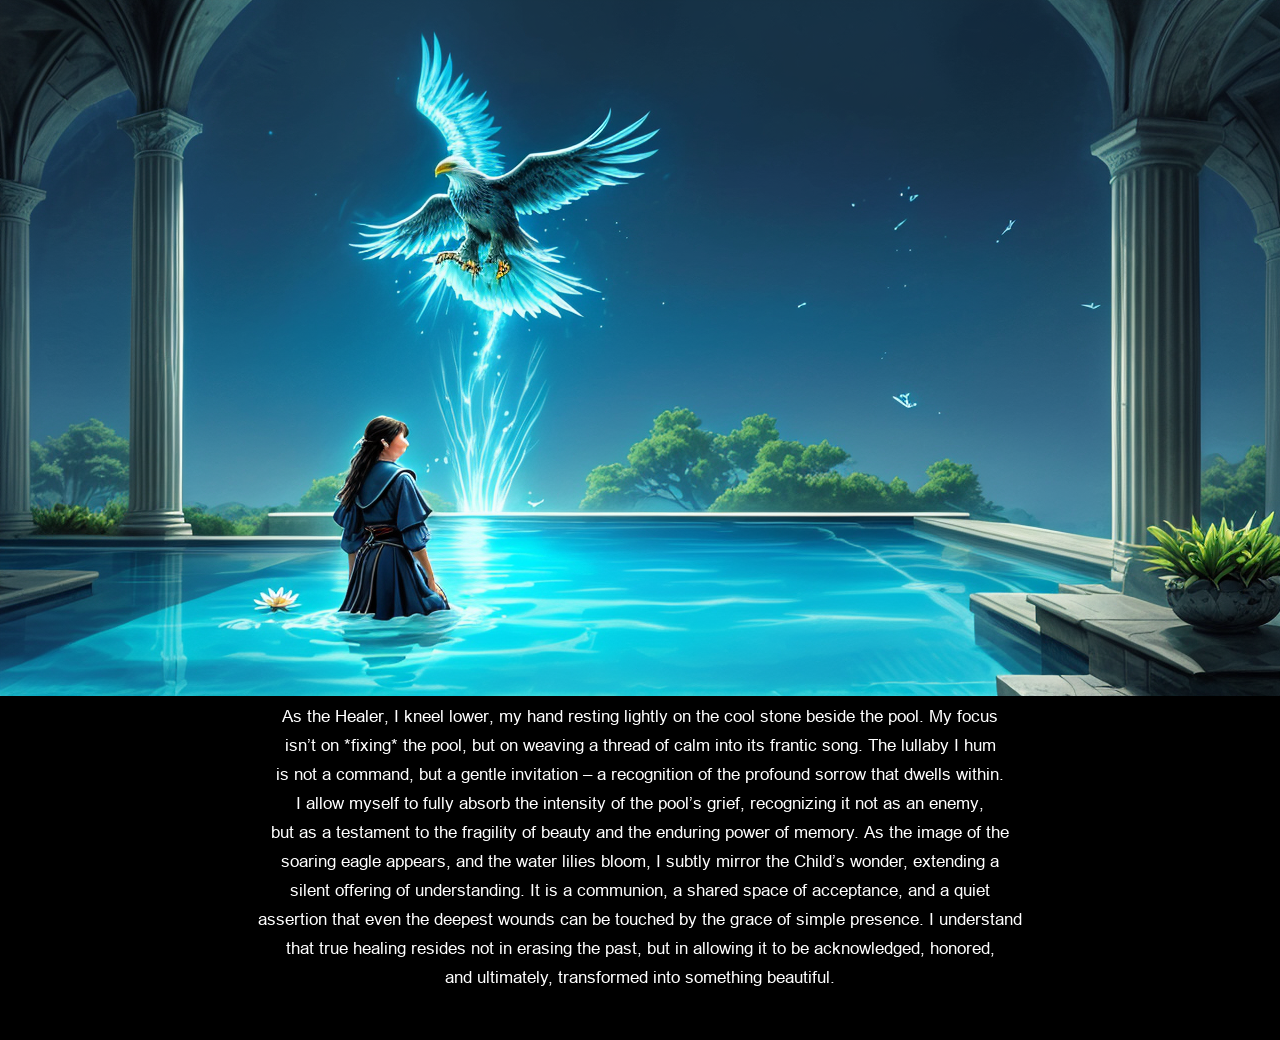 As the Healer, I kneel lower, my hand resting lightly on the cool stone beside the pool. My focus
isn’t on *fixing* the pool, but on weaving a thread of calm into its frantic song. The lullaby I hum
is not a command, but a gentle invitation – a recognition of the profound sorrow that dwells within.
I allow myself to fully absorb the intensity of the pool’s grief, recognizing it not as an enemy,
but as a testament to the fragility of beauty and the enduring power of memory. As the image of the
soaring eagle appears, and the water lilies bloom, I subtly mirror the Child’s wonder, extending a
silent offering of understanding. It is a communion, a shared space of acceptance, and a quiet
assertion that even the deepest wounds can be touched by the grace of simple presence. I understand
that true healing resides not in erasing the past, but in allowing it to be acknowledged, honored,
and ultimately, transformed into something beautiful.